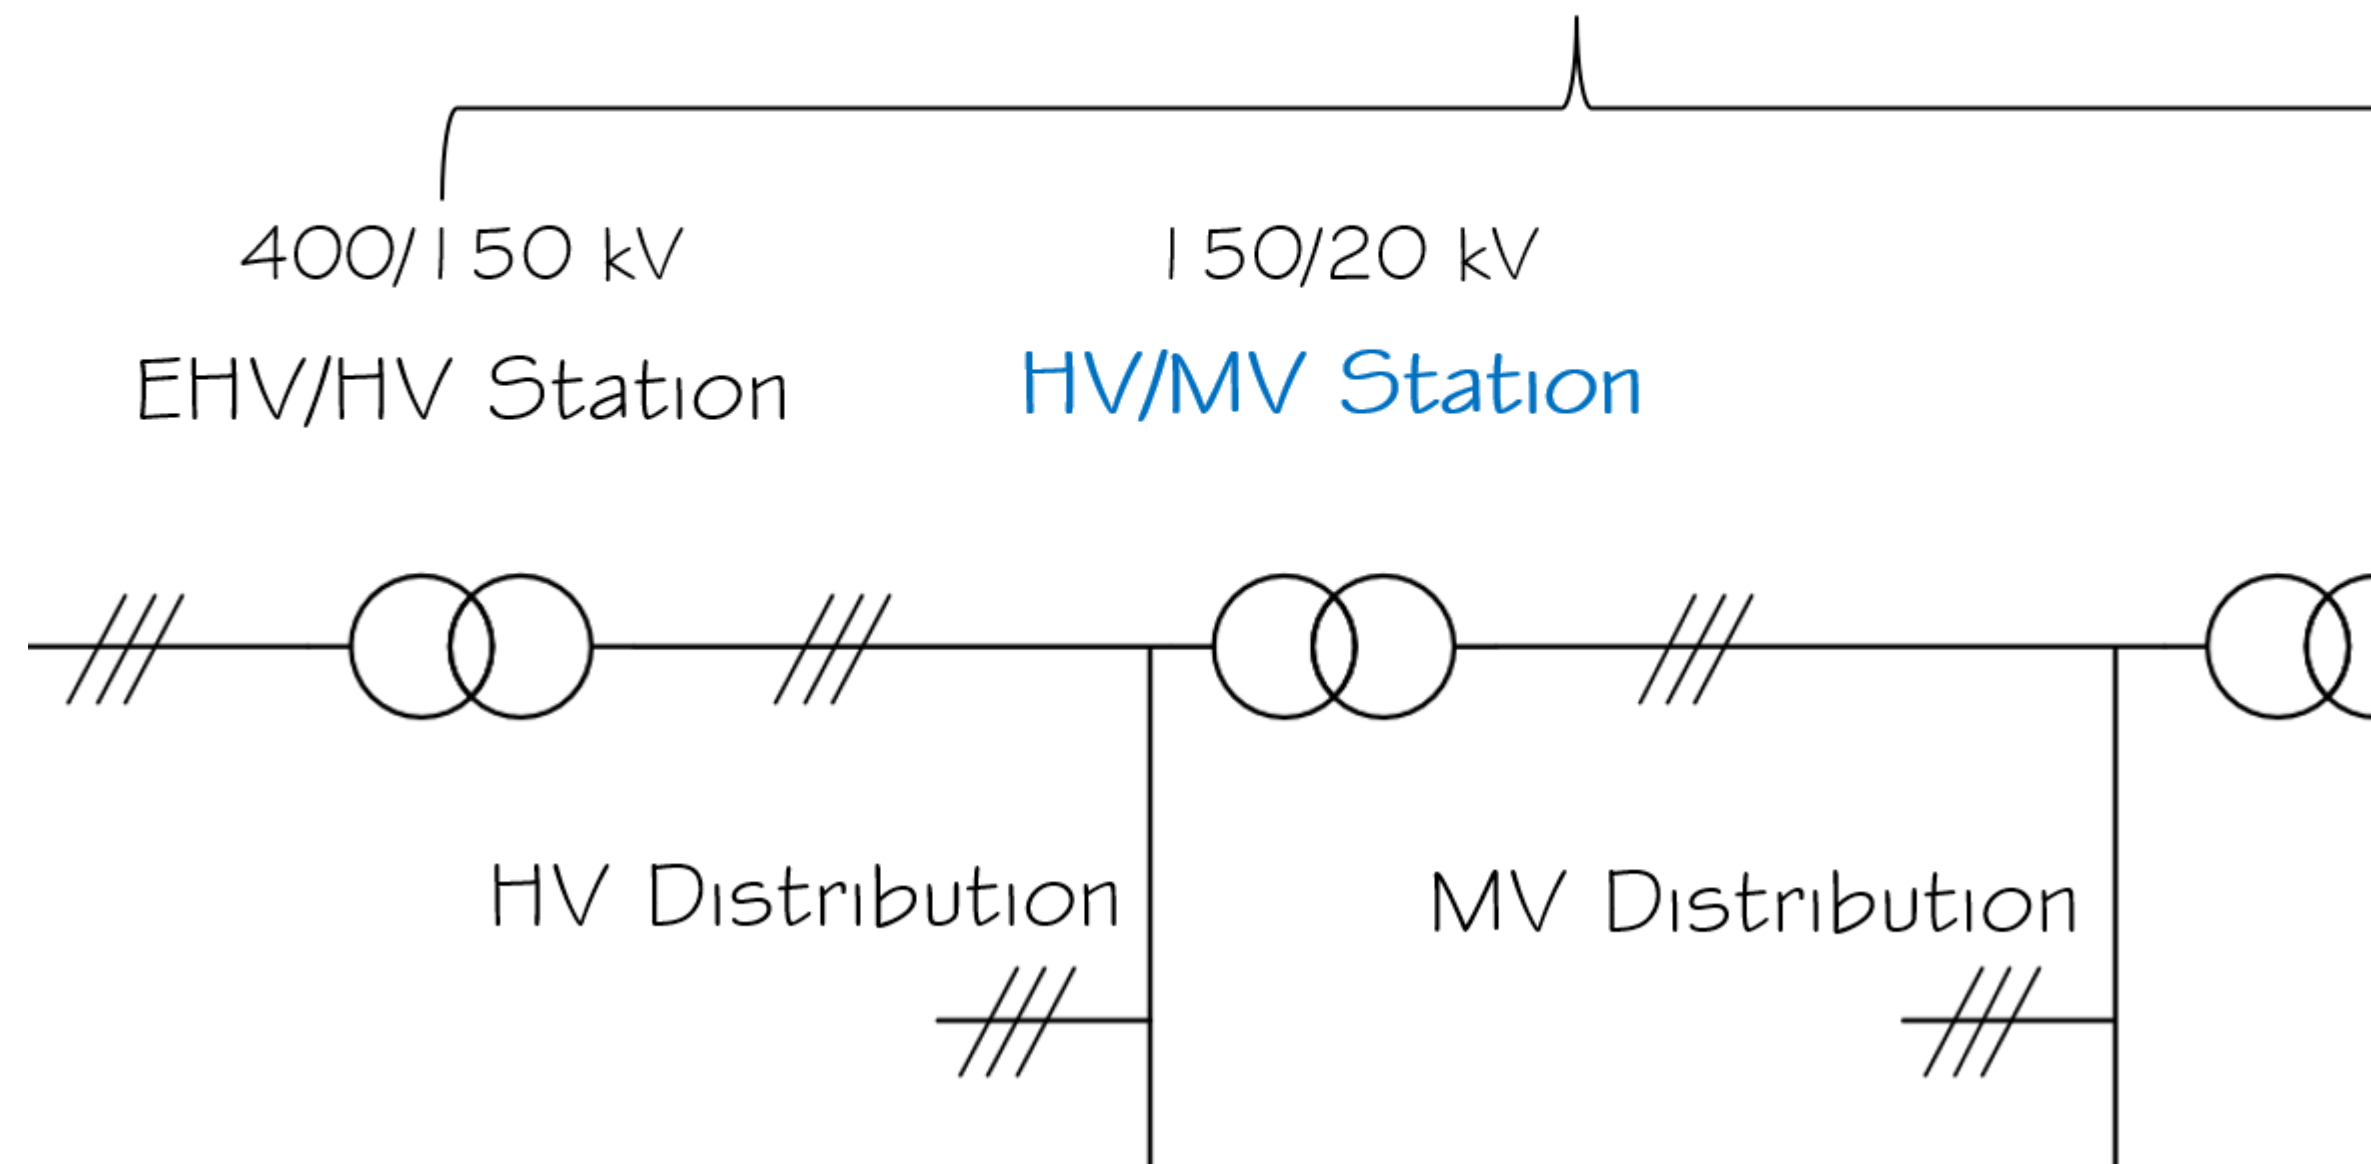 400/150 kV
150/20 kV
EHV/HV Station
HV/MV Station
HV Distribution
MV Distribution